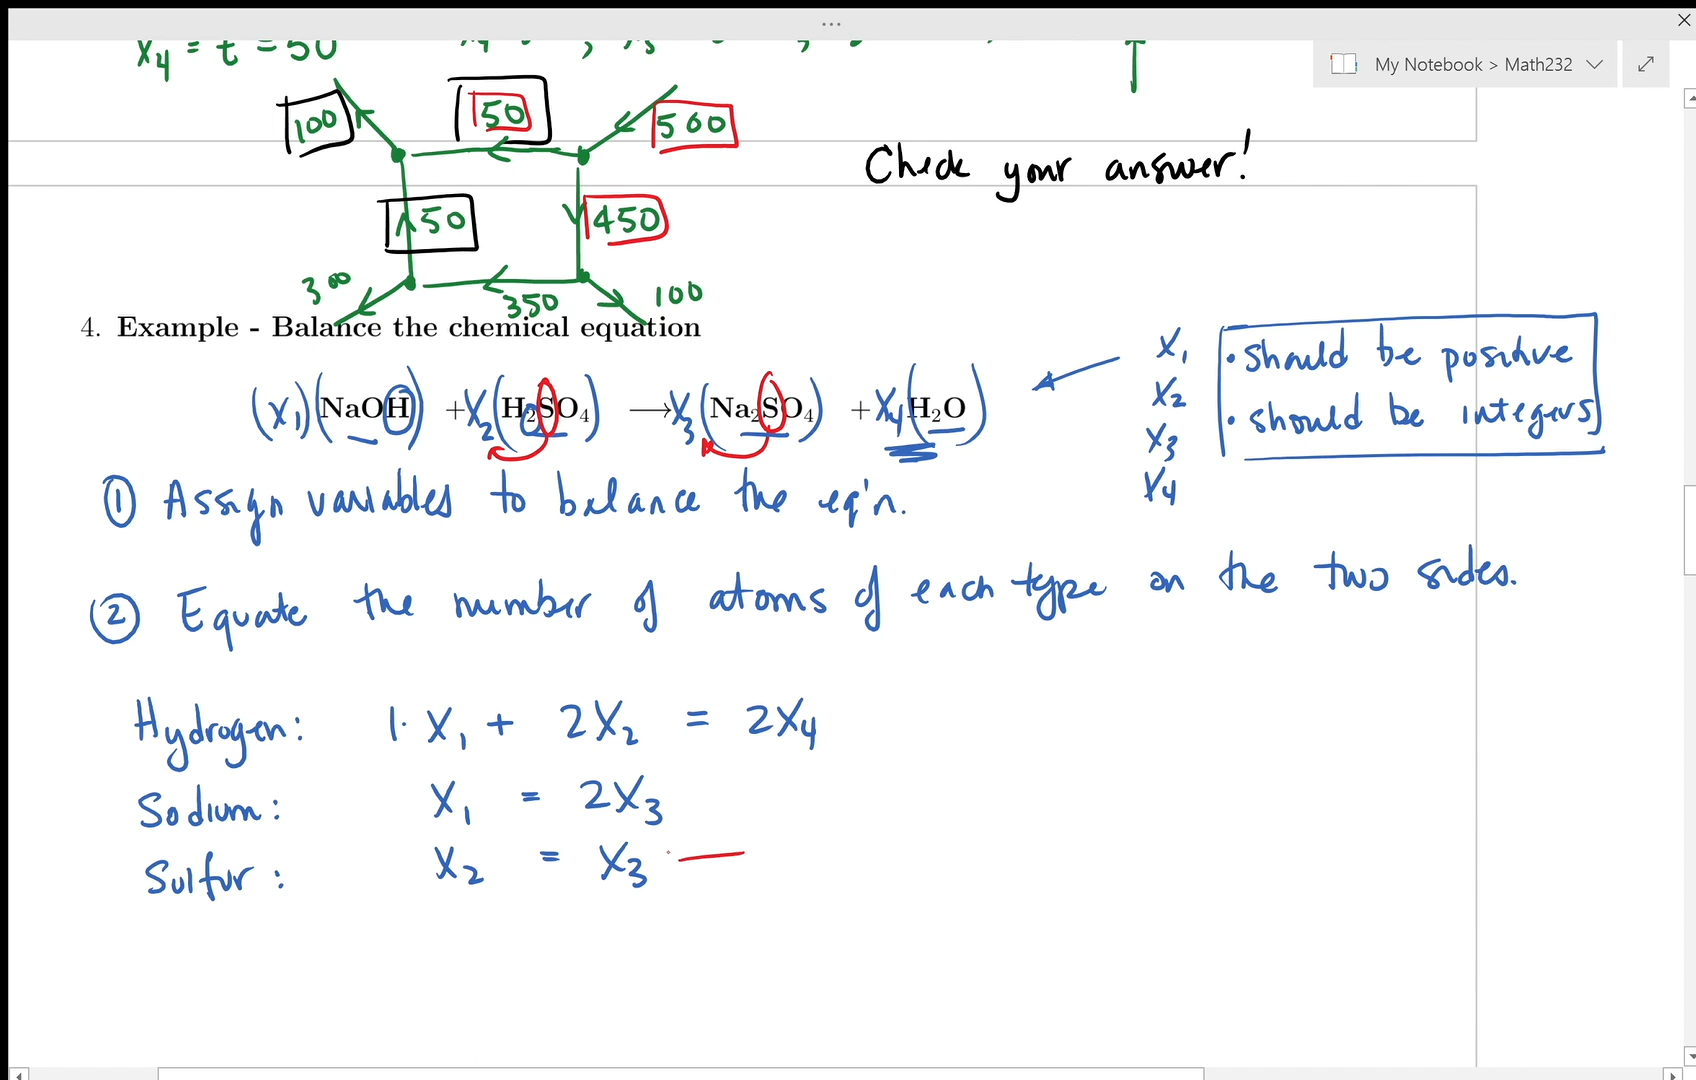 ...
x₄ = t = 50
My Notebook > Math232
100
150
500
Check your answer!
150
450
300
350
100
4. Example - Balance the chemical equation
(x₁)(NaOH) + x₂(H₂SO₄) ⟶ x₃(Na₂SO₄) + x₄(H₂O)
x₁
x₂
x₃
x₄
• should be positive
• should be integers
① Assign variables to balance the eq'n.
② Equate the number of atoms of each type on the two sides.
Hydrogen: 1· x₁ + 2x₂ = 2x₄
Sodium: x₁ = 2x₃
Sulfur: x₂ = x₃